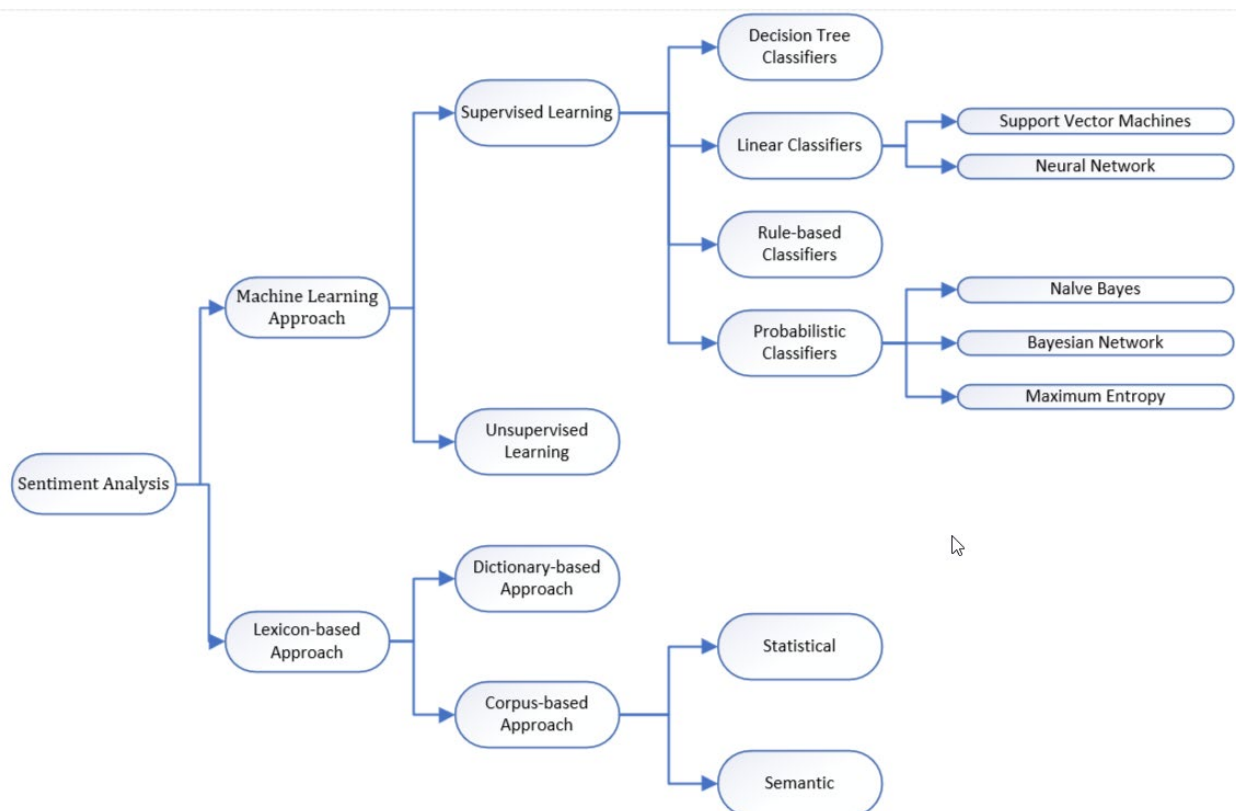 Decision Tree
Classifiers
Supervised Learning
Linear Classifiers
Support Vector Machines
Neural Network
Rule-based
Classifiers
Machine Learning
Approach
Probabilistic
Classifiers
Nalve Bayes
Bayesian Network
Maximum Entropy
Unsupervised
Learning
Sentiment Analysis
Dictionary-based
Approach
Lexicon-based
Approach
Corpus-based
Approach
Statistical
Semantic